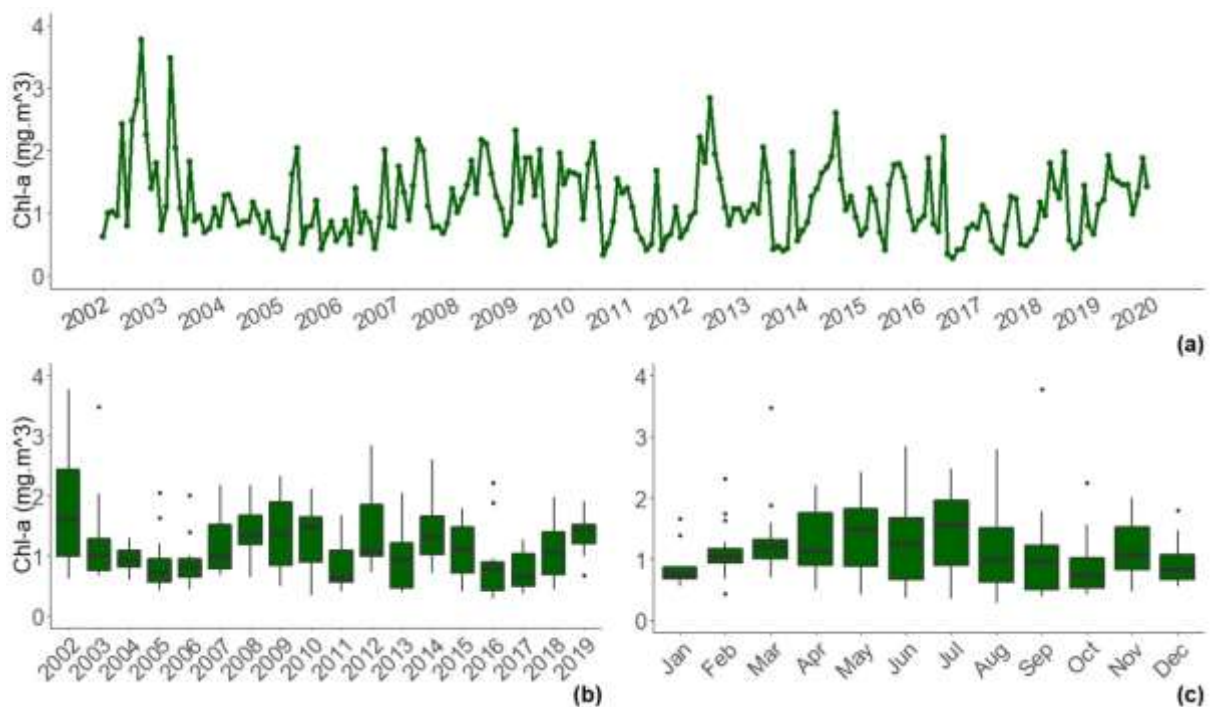 4
3
2
1
0
Chl-a (mg.m^3)
2002 2003 2004 2005 2006 2007 2008 2009 2010 2011 2012 2013 2014 2015 2016 2017 2018 2019 2020
(a)
4
3
2
1
0
Chl-a (mg.m^3)
2002 2003 2004 2005 2006 2007 2008 2009 2010 2011 2012 2013 2014 2015 2016 2017 2018 2019
(b)
4
3
2
1
0
Jan Feb Mar Apr May Jun Jul Aug Sep Oct Nov Dec
(c)